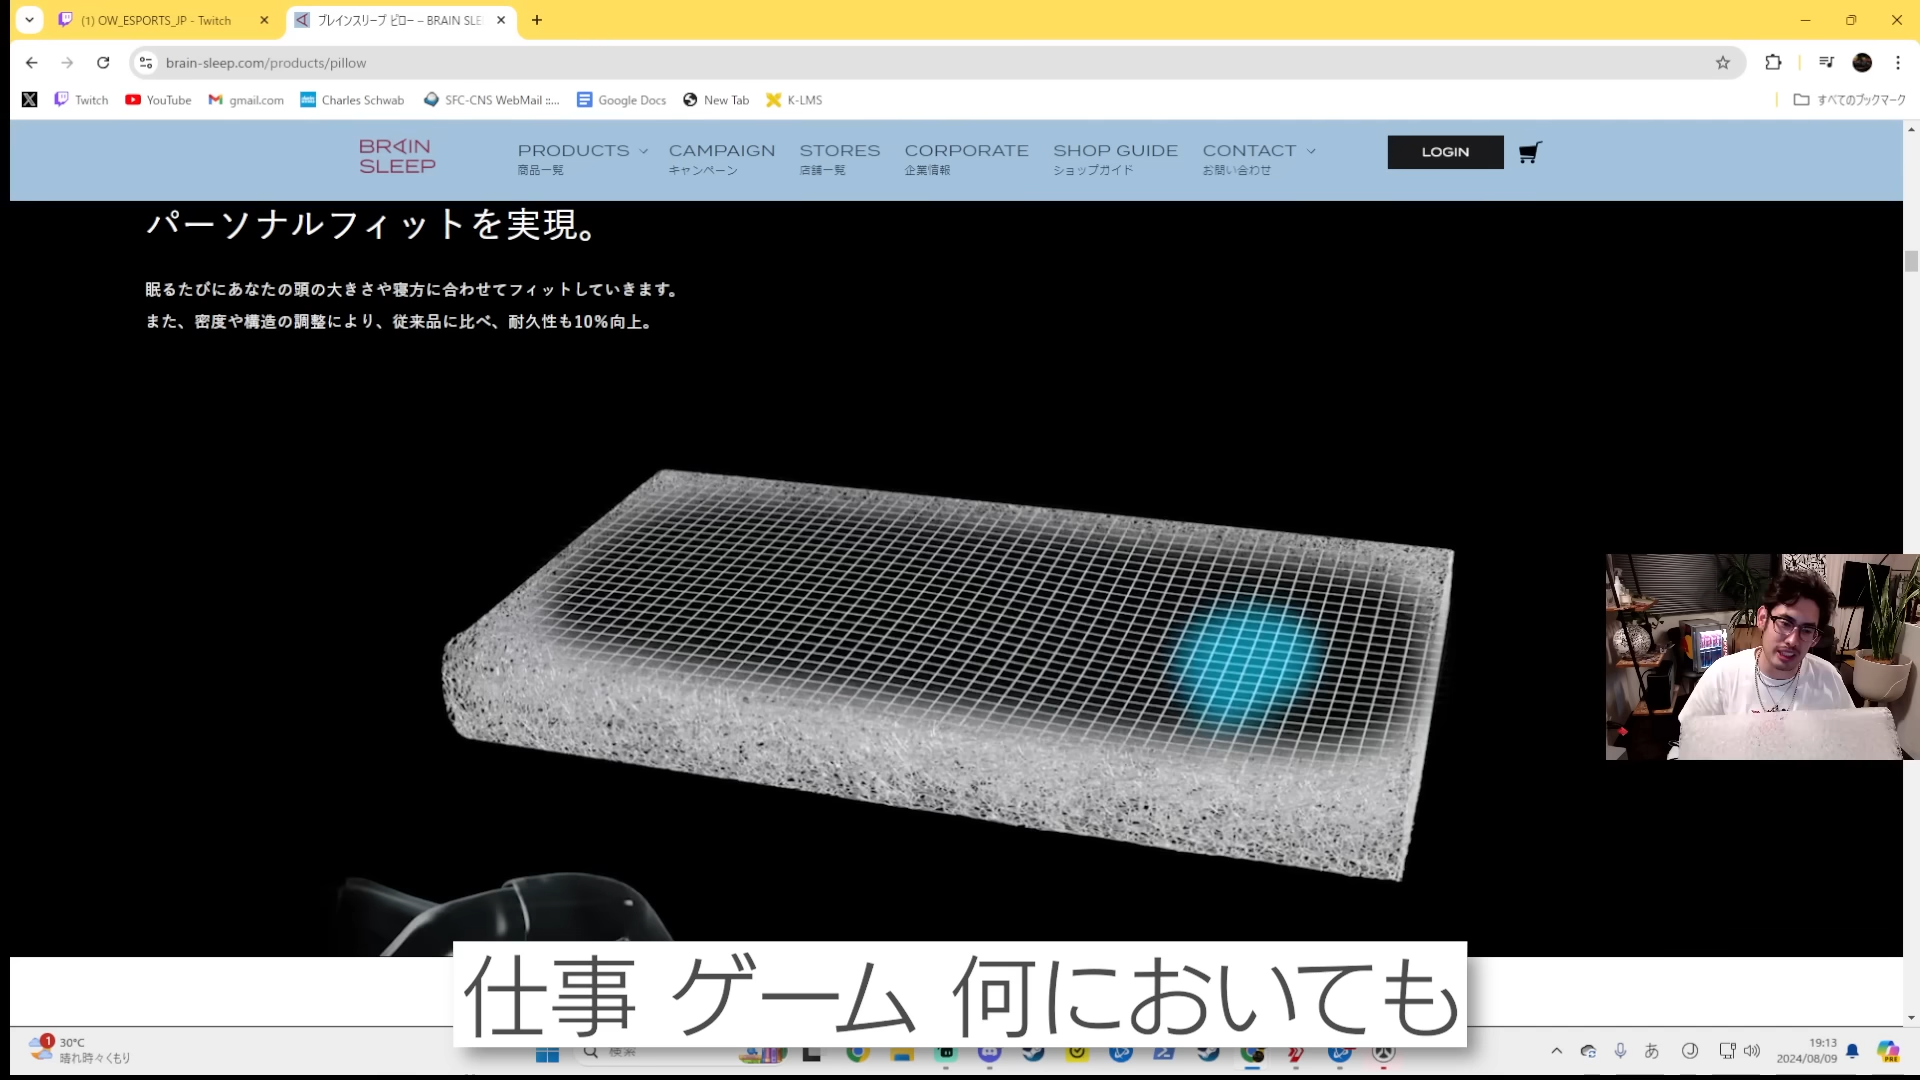 (1) OW_ESPORTS_JP - Twitch
ブレインスリープ ピロー – BRAIN SLE
brain-sleep.com/products/pillow
Twitch
YouTube
gmail.com
Charles Schwab
SFC-CNS WebMail ::...
Google Docs
New Tab
K-LMS
すべてのブックマーク
BRAIN
SLEEP
PRODUCTS
商品一覧
CAMPAIGN
キャンペーン
STORES
店舗一覧
CORPORATE
企業情報
SHOP GUIDE
ショップガイド
CONTACT
お問い合わせ
LOGIN
パーソナルフィットを実現。
眠るたびにあなたの頭の大きさや寝方に合わせてフィットしていきます。
また、密度や構造の調整により、従来品に比べ、耐久性も10%向上。
仕事 ゲーム 何においても
1
30°C
晴れ時々くもり
検索
あ
19:13
2024/08/09